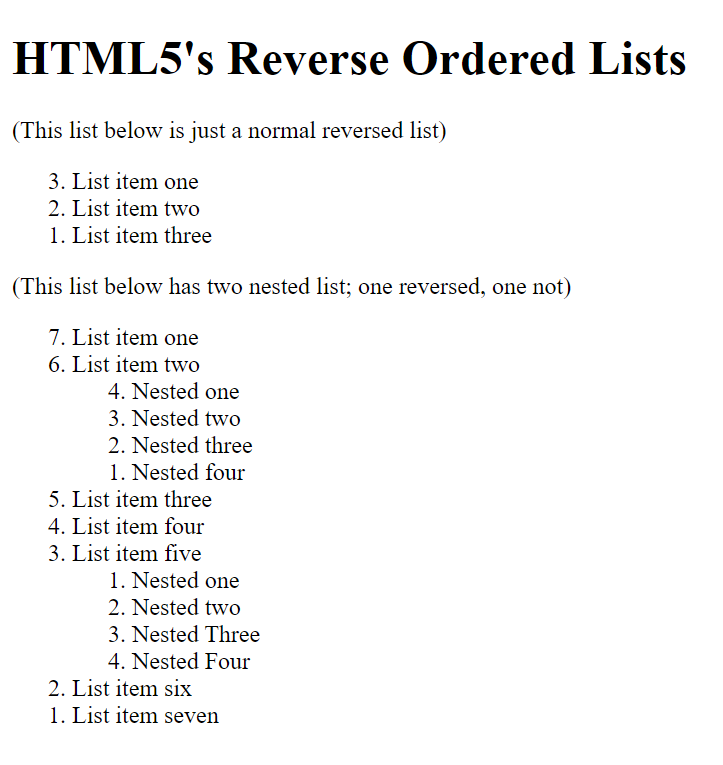 HTML5's Reverse Ordered Lists
(This list below is just a normal reversed list)
3. List item one
2. List item two
1. List item three
(This list below has two nested list; one reversed, one not)
7. List item one
6. List item two
4. Nested one
3. Nested two
2. Nested three
1. Nested four
5. List item three
4. List item four
3. List item five
1. Nested one
2. Nested two
3. Nested Three
4. Nested Four
2. List item six
1. List item seven